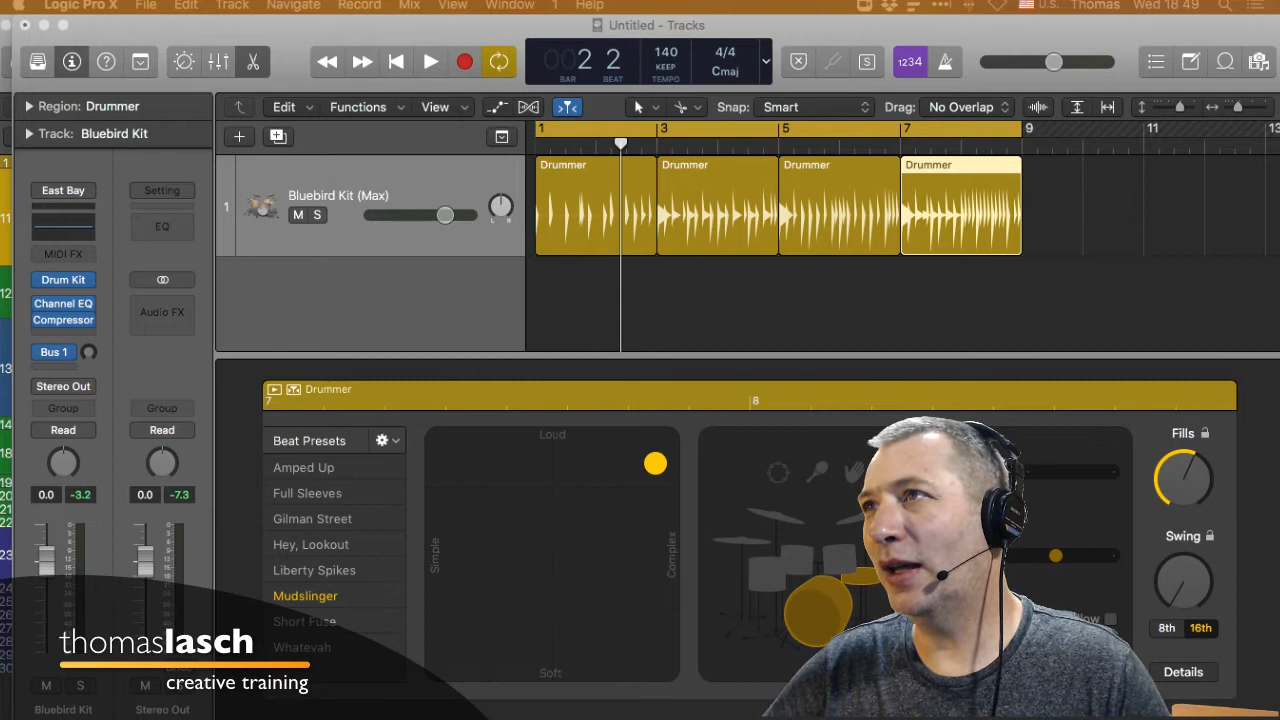 Logic Pro X File Edit Track Navigate Record Mix View Window 1 Help U.S. Thomas Wed 18 49
Untitled - Tracks
002 2 140 4/4
KEEP Cmaj
BAR BEAT TEMPO
1234
Region: Drummer
Edit Functions View Snap: Smart Drag: No Overlap
Track: Bluebird Kit
1 3 5 7 9 11 13
East Bay Setting
EQ
MIDI FX
Drum Kit
Channel EQ Audio FX
Compressor
Bus 1
Stereo Out
Group Group
Read Read
0.0 -3.2 0.0 -7.3
M S M
Bluebird Kit Stereo Out
1 Bluebird Kit (Max)
M S
L R
Drummer Drummer Drummer Drummer
Drummer
7 8
Beat Presets
Amped Up
Full Sleeves
Gilman Street
Hey, Lookout
Liberty Spikes
Mudslinger
Short Fuse
Whatevah
Loud
Simple
Complex
Soft
Fills
Swing
8th 16th
Details
thomaslasch
creative training